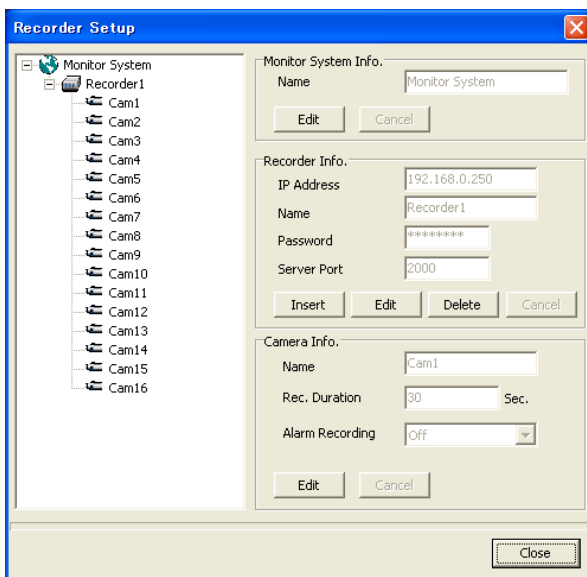 Recorder Setup
Monitor System
Recorder1
Cam1
Cam2
Cam3
Cam4
Cam5
Cam6
Cam7
Cam8
Cam9
Cam10
Cam11
Cam12
Cam13
Cam14
Cam15
Cam16
Monitor System Info.
Name Monitor System
Edit Cancel
Recorder Info.
IP Address 192.168.0.250
Name Recorder1
Password ********
Server Port 2000
Insert Edit Delete Cancel
Camera Info.
Name Cam1
Rec. Duration 30 Sec.
Alarm Recording Off
Edit Cancel
Close